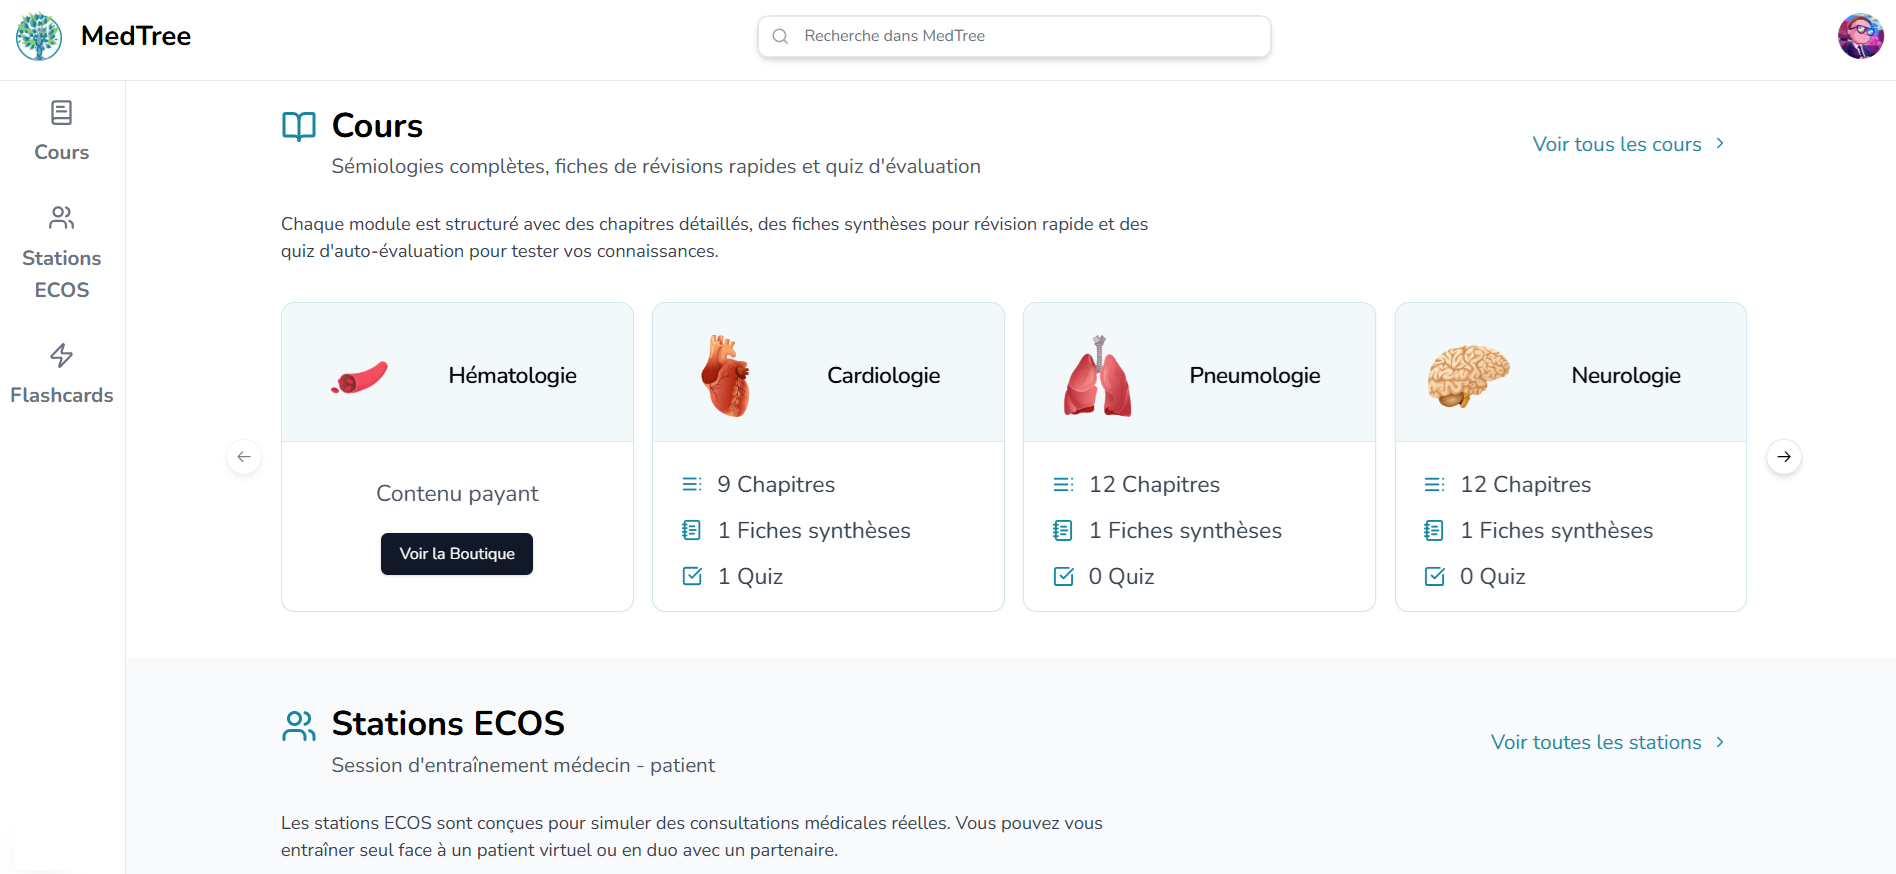 MedTree
Recherche dans MedTree
Cours
Stations
ECOS
Flashcards
Cours
Sémiologies complètes, fiches de révisions rapides et quiz d'évaluation
Voir tous les cours
Chaque module est structuré avec des chapitres détaillés, des fiches synthèses pour révision rapide et des
quiz d'auto-évaluation pour tester vos connaissances.
Hématologie
Contenu payant
Voir la Boutique
Cardiologie
9 Chapitres
1 Fiches synthèses
1 Quiz
Pneumologie
12 Chapitres
1 Fiches synthèses
0 Quiz
Neurologie
12 Chapitres
1 Fiches synthèses
0 Quiz
Stations ECOS
Session d'entraînement médecin - patient
Voir toutes les stations
Les stations ECOS sont conçues pour simuler des consultations médicales réelles. Vous pouvez vous
entraîner seul face à un patient virtuel ou en duo avec un partenaire.